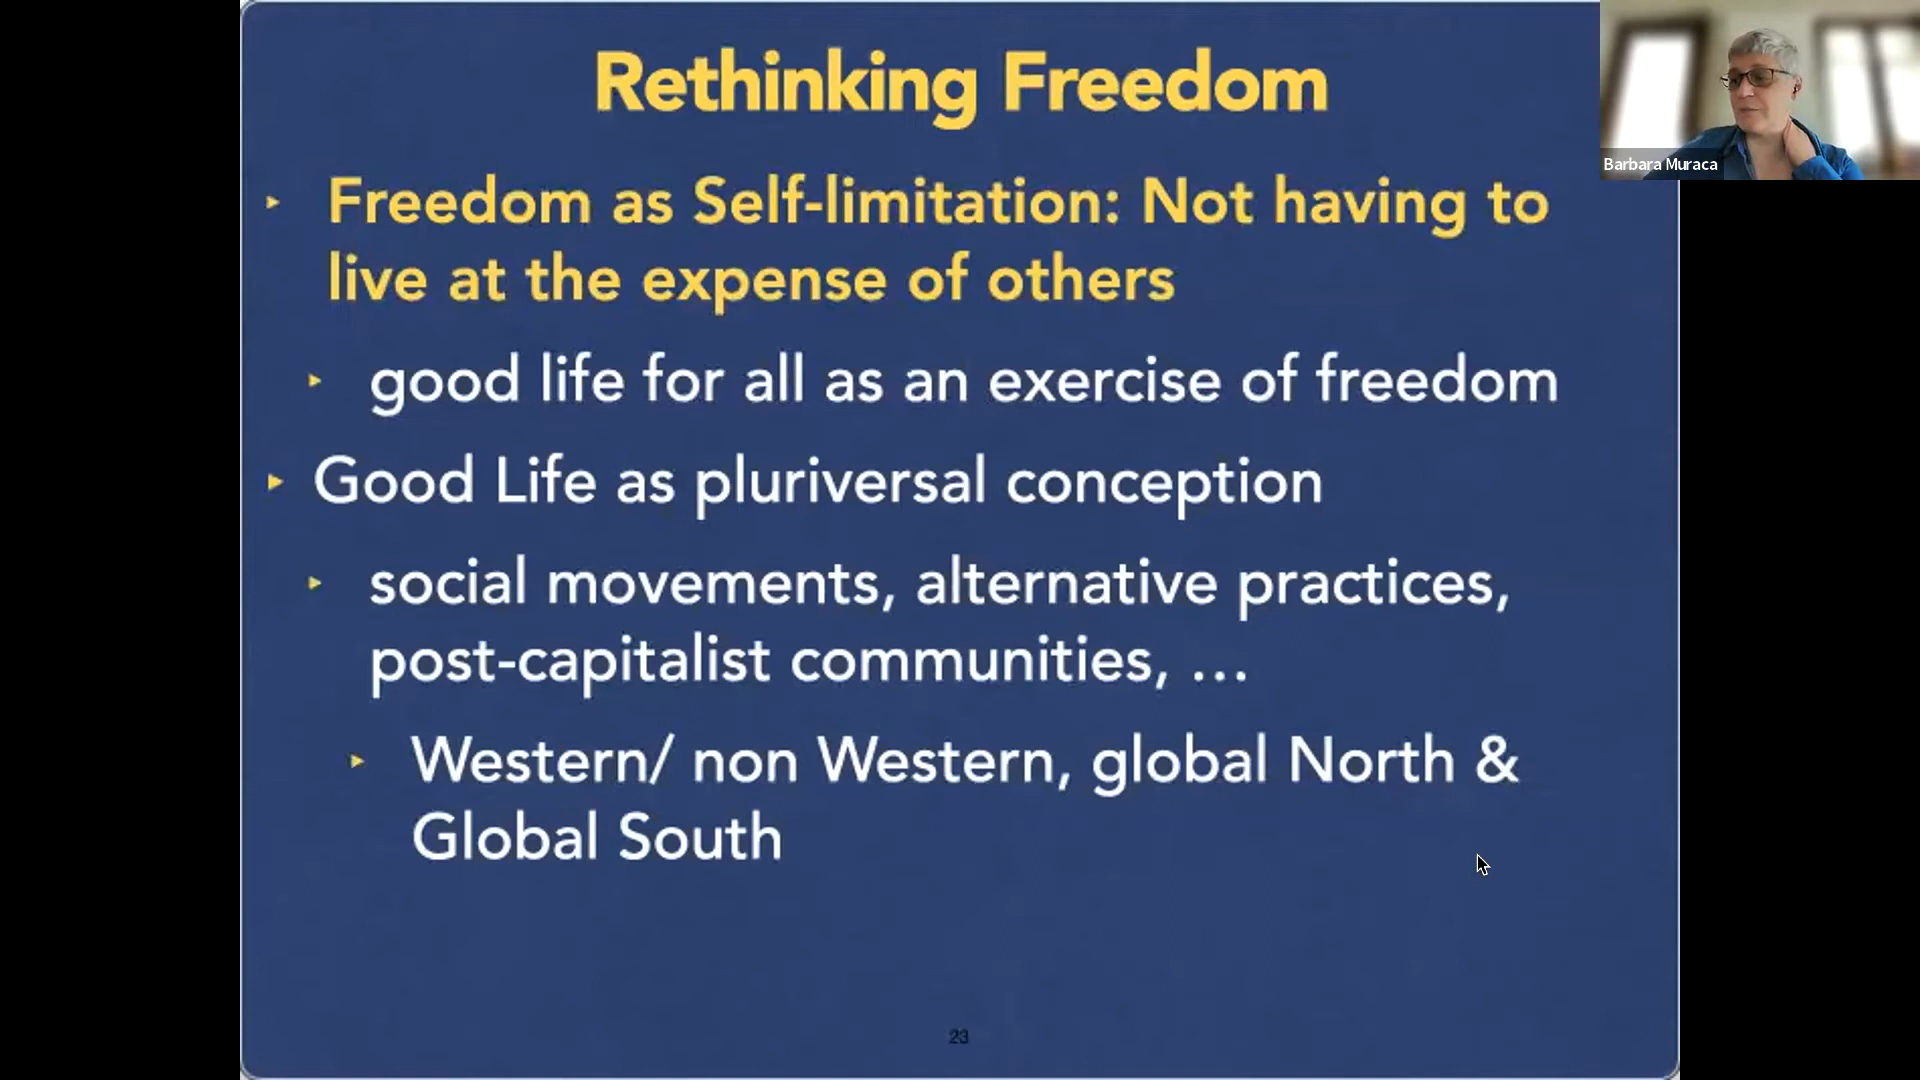 Rethinking Freedom
Freedom as Self-limitation: Not having to
live at the expense of others
good life for all as an exercise of freedom
Good Life as pluriversal conception
social movements, alternative practices,
post-capitalist communities, …
Western/ non Western, global North &
Global South
23
Barbara Muraca